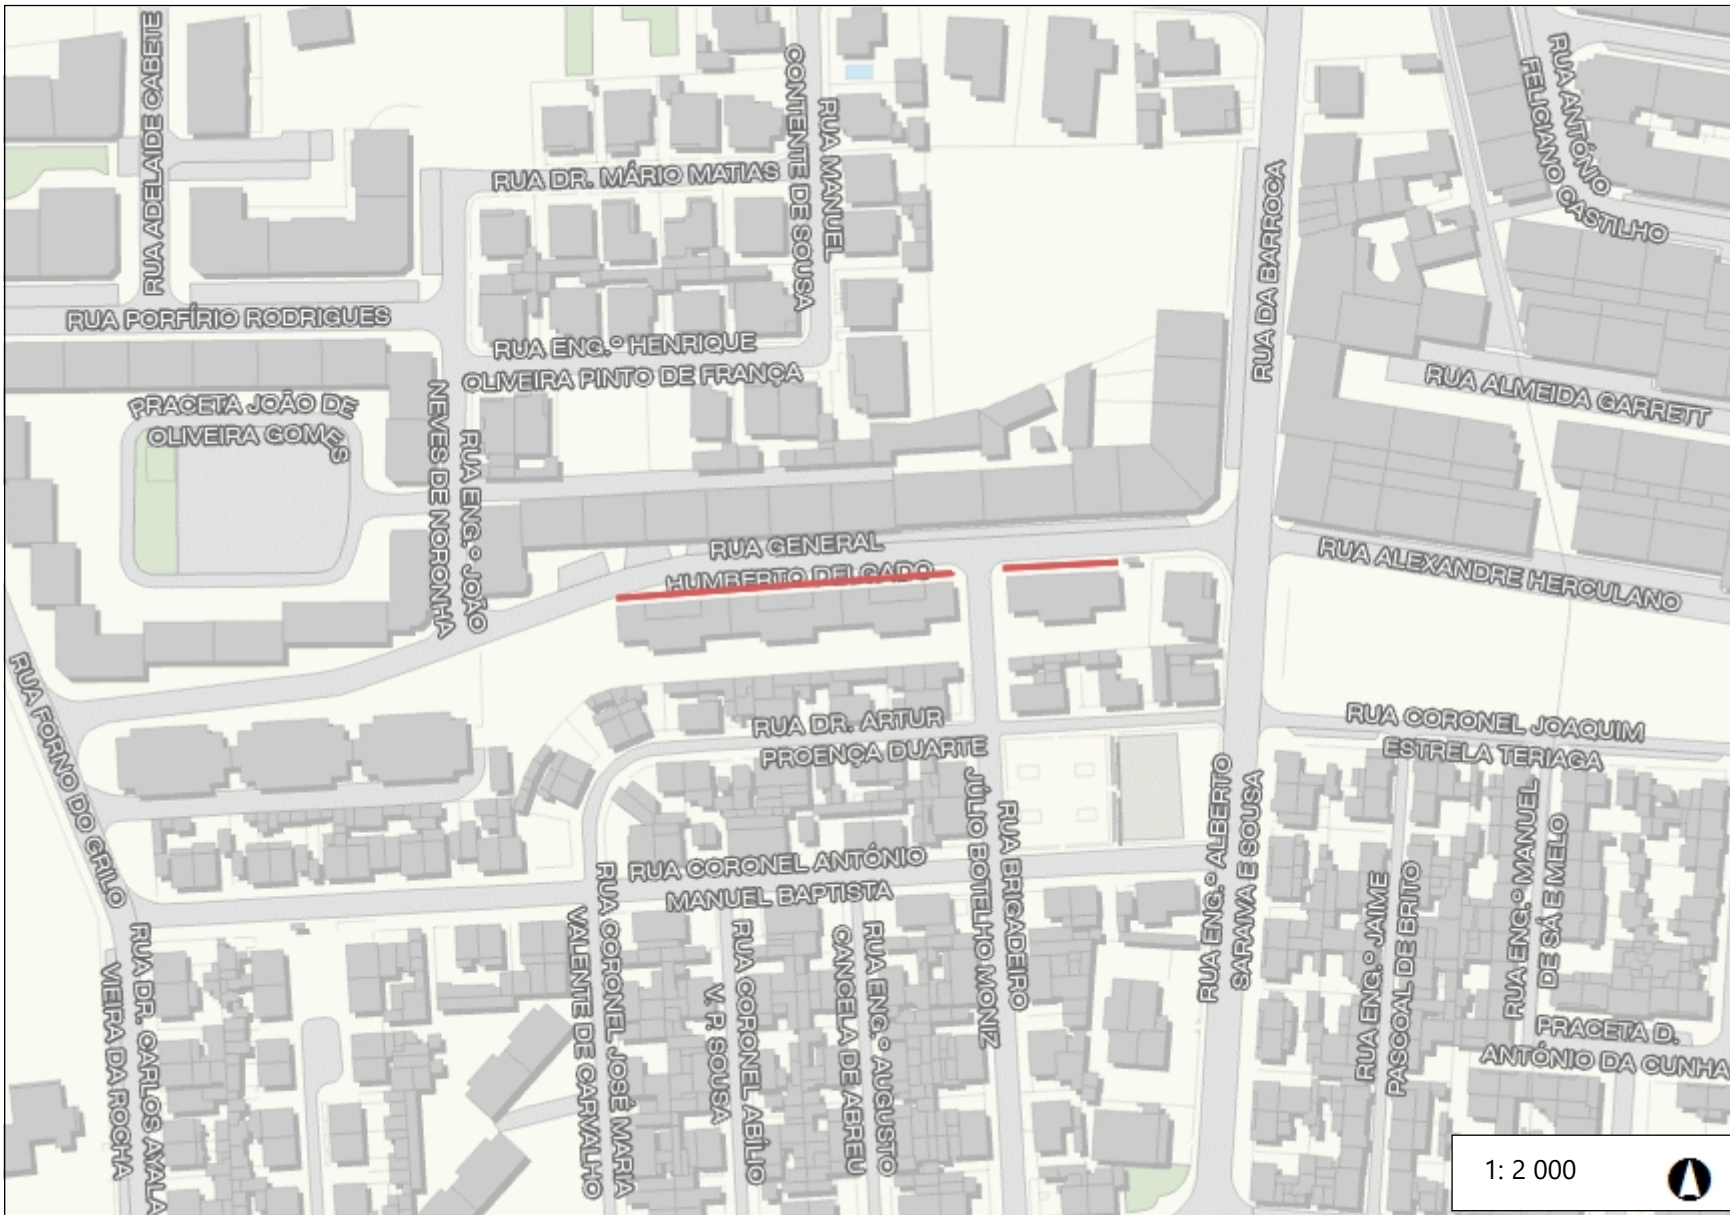 RUA ADELAIDE CABETE
CONTENTE DE SOUSA
RUA MANUEL
RUA ANTÓNIO
FELICIANO CASTILHO
RUA DR. MÁRIO MATIAS
RUA DA BARROCA
RUA PORFÍRIO RODRIGUES
RUA ENG.º HENRIQUE
OLIVEIRA PINTO DE FRANÇA
RUA ALMEIDA GARRETT
PRACETA JOÃO DE
OLIVEIRA GOMES
RUA ENG.º JOÃO
NEVES DE NORONHA
RUA GENERAL
HUMBERTO DELGADO
RUA ALEXANDRE HERCULANO
RUA FORNO DO GRILO
RUA DR. ARTUR
PROENÇA DUARTE
RUA CORONEL JOAQUIM
ESTRELA TERIAGA
RUA BRIGADEIRO
JÚLIO BOTELHO MONIZ
RUA ENG.º ALBERTO
SARAIVA E SOUSA
RUA CORONEL ANTÓNIO
MANUEL BAPTISTA
RUA ENG.º JAIME
PASCOAL DE BRITO
RUA ENG.º MANUEL
DE SÁ E MELO
RUA DR. CARLOS AYALA
VIEIRA DA ROCHA
RUA CORONEL JOSÉ MARIA
VALENTE DE CARVALHO
RUA CORONEL ABÍLIO
V. P. SOUSA
RUA ENG.º AUGUSTO
CANCELA DE ABREU
PRACETA D.
ANTÓNIO DA CUNHA
1: 2 000